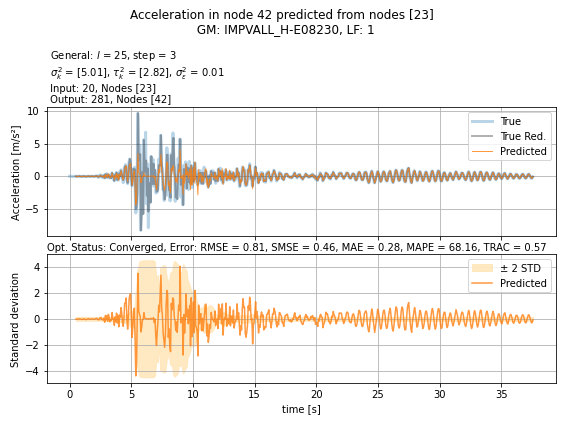 Acceleration in node 42 predicted from nodes [23]
GM: IMPVALL_H-E08230, LF: 1
General: l = 25, step = 3
σ²ₖ = [5.01], τ²ₖ = [2.82], σ²ε = 0.01
Input: 20, Nodes [23]
Output: 281, Nodes [42]
Acceleration [m/s²]
10
5
0
−5
True
True Red.
Predicted
Opt. Status: Converged, Error: RMSE = 0.81, SMSE = 0.46, MAE = 0.28, MAPE = 68.16, TRAC = 0.57
Standard deviation
4
2
0
−2
−4
± 2 STD
Predicted
0 5 10 15 20 25 30 35
time [s]